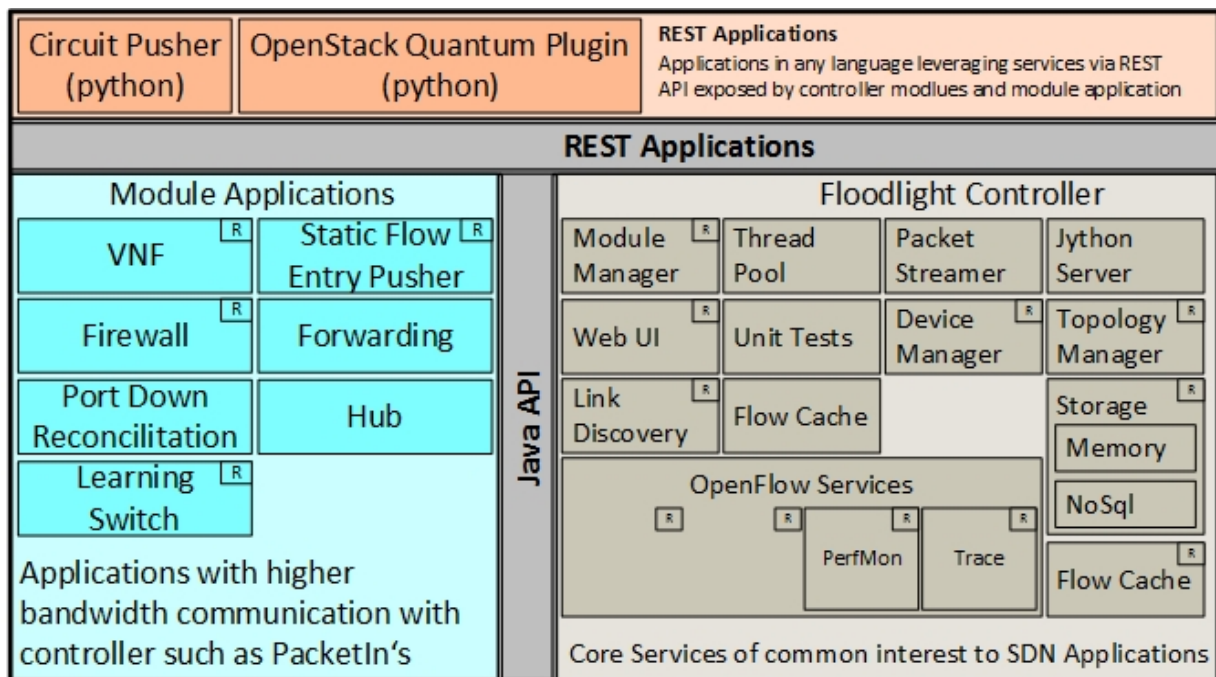 Circuit Pusher
(python)
OpenStack Quantum Plugin
(python)
REST Applications
Applications in any language leveraging services via REST
API exposed by controller modlues and module application
REST Applications
Module Applications
VNF
R
Static Flow
Entry Pusher
R
Firewall
R
Forwarding
Port Down
Reconcilitation
Hub
Learning
Switch
R
Applications with higher
bandwidth communication with
controller such as PacketIn‘s
Java API
Floodlight Controller
Module
Manager
R
Thread
Pool
Packet
Streamer
Jython
Server
Web UI
R
Unit Tests
Device
Manager
R
Topology
Manager
R
Link
Discovery
R
Flow Cache
Storage
R
Memory
NoSql
OpenFlow Services
R
R
PerfMon
R
Trace
R
Flow Cache
R
Core Services of common interest to SDN Applications